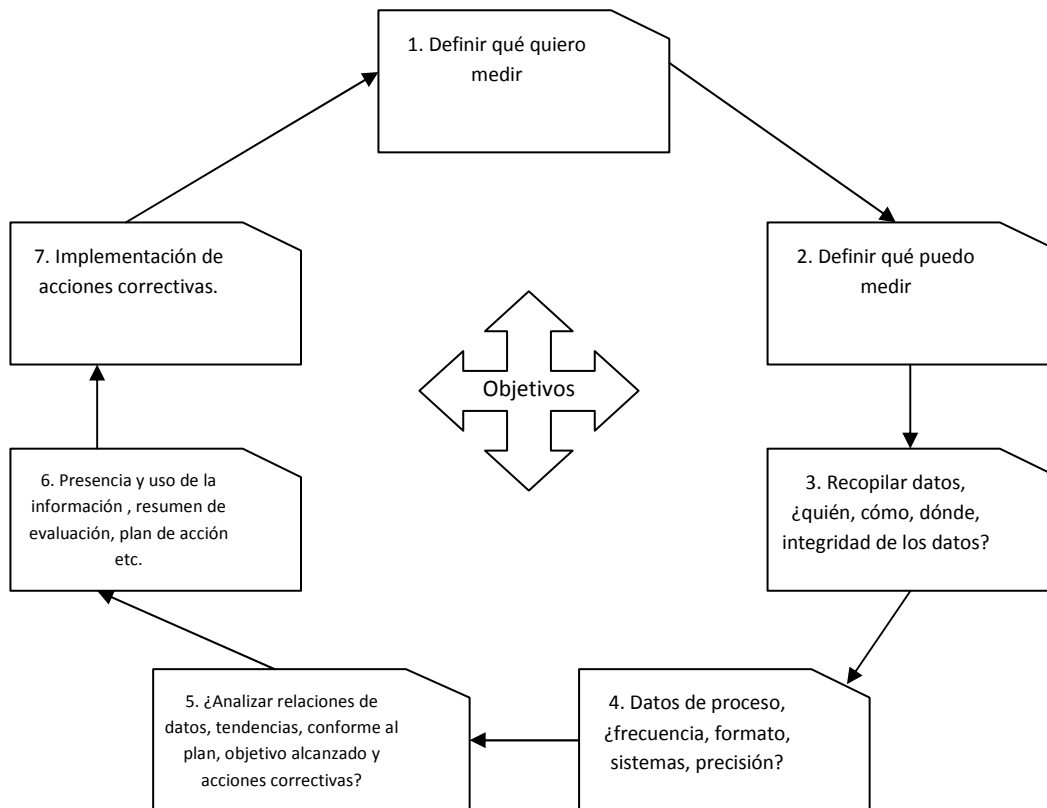 1. Definir qué quiero
medir
2. Definir qué puedo
medir
3. Recopilar datos,
¿quién, cómo, dónde,
integridad de los datos?
4. Datos de proceso,
¿frecuencia, formato,
sistemas, precisión?
5. ¿Analizar relaciones de
datos, tendencias, conforme al
plan, objetivo alcanzado y
acciones correctivas?
6. Presencia y uso de la
información , resumen de
evaluación, plan de acción
etc.
7. Implementación de
acciones correctivas.
Objetivos